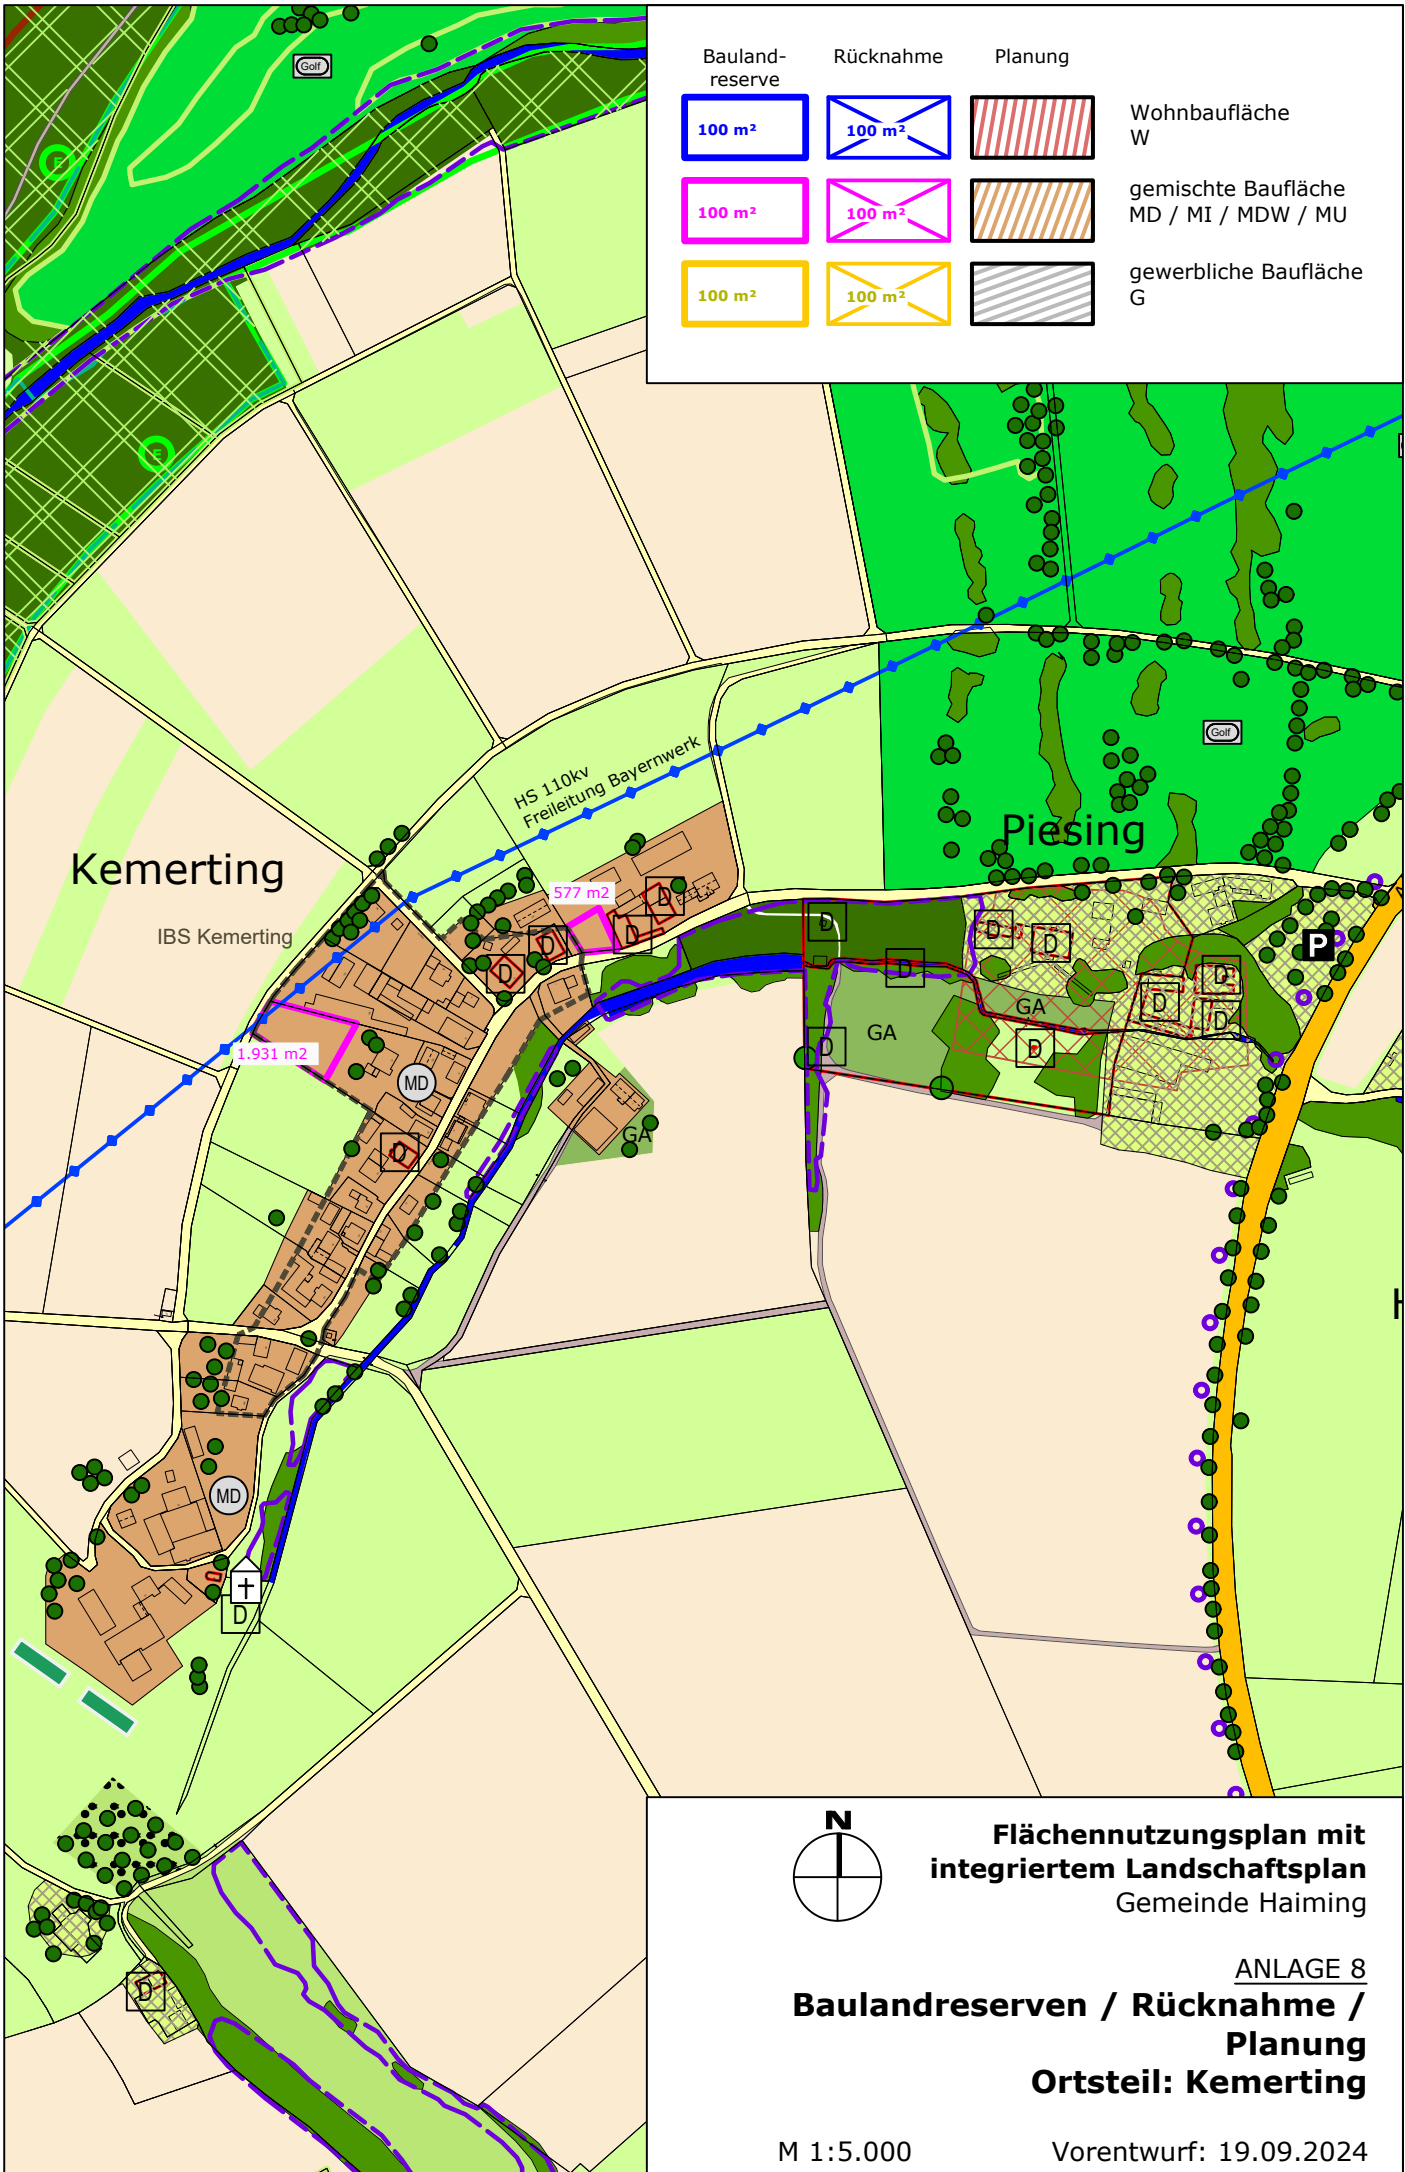 Bauland-
reserve
Rücknahme
Planung
100 m²
100 m²
Wohnbaufläche
W
100 m²
100 m²
gemischte Baufläche
MD / MI / MDW / MU
100 m²
100 m²
gewerbliche Baufläche
G
Golf
E
E
Golf
HS 110kv
Freileitung Bayernwerk
Piesing
Kemerting
IBS Kemerting
577 m2
D
D
D
D
D
D
D
D
P
D
D
D
GA
GA
D
D
1.931 m2
MD
GA
D
MD
D
D
N
Flächennutzungsplan mit
integriertem Landschaftsplan
Gemeinde Haiming
ANLAGE 8
Baulandreserven / Rücknahme /
Planung
Ortsteil: Kemerting
M 1:5.000
Vorentwurf: 19.09.2024